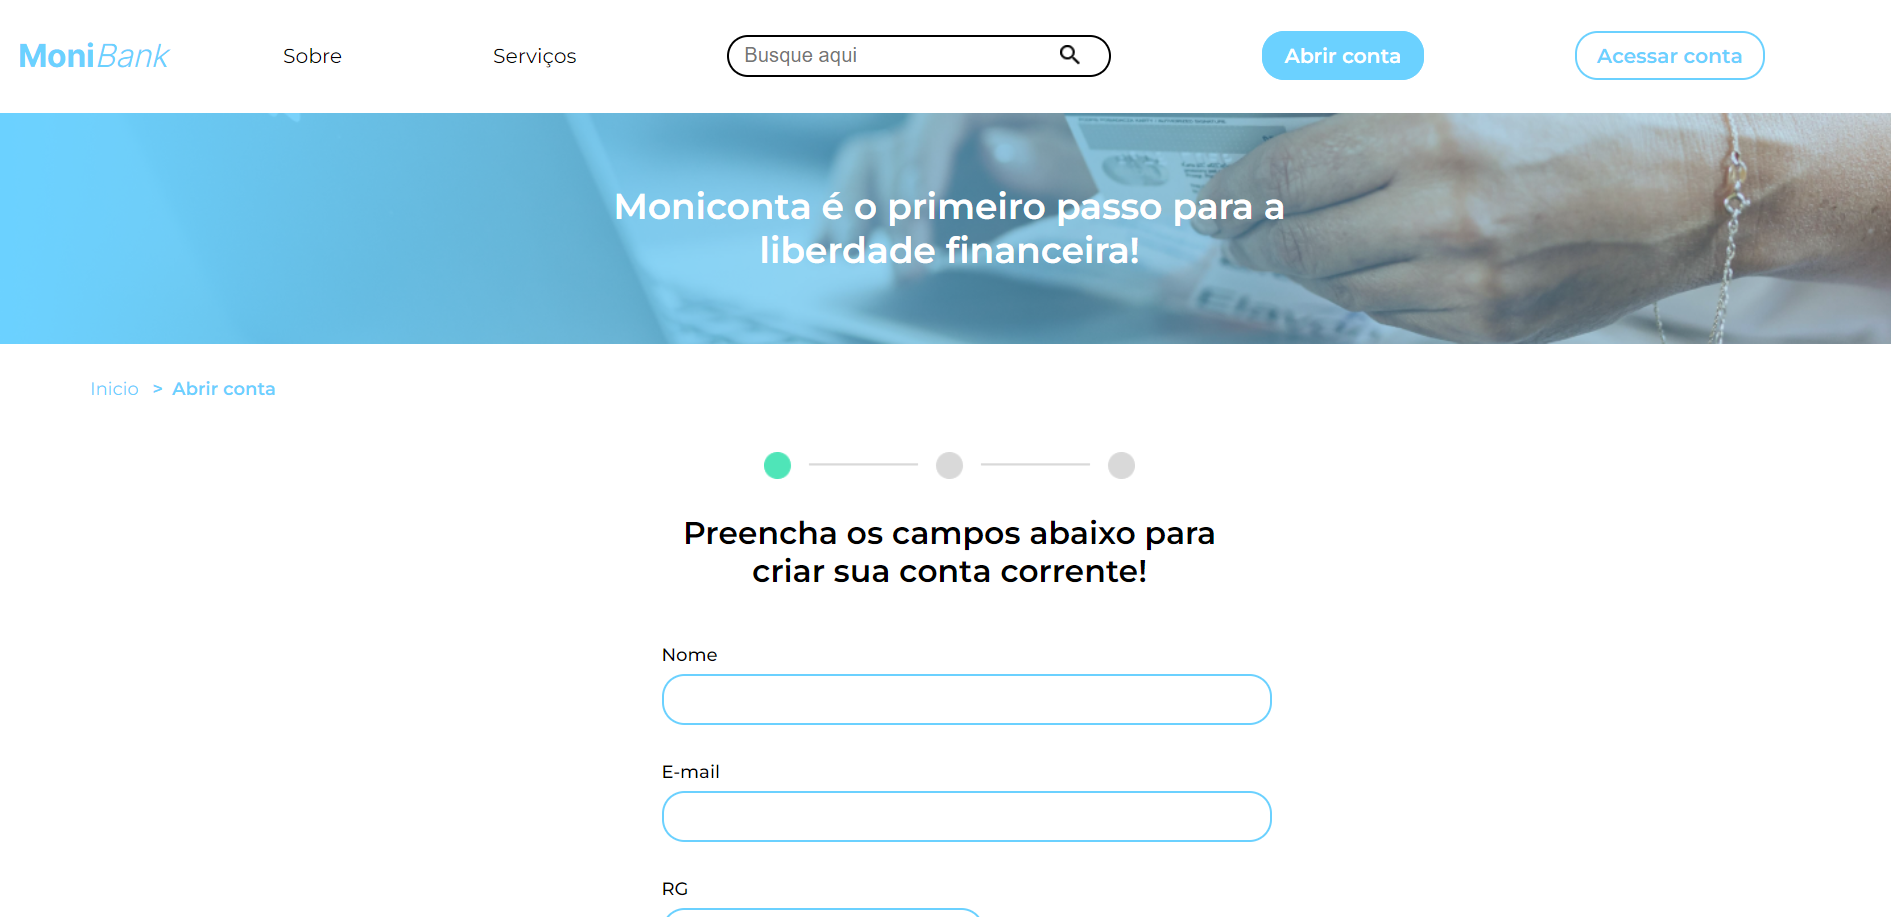 MoniBank
Sobre
Serviços
Busque aqui
Abrir conta
Acessar conta
Moniconta é o primeiro passo para a
liberdade financeira!
Inicio > Abrir conta
Preencha os campos abaixo para
criar sua conta corrente!
Nome
E-mail
RG